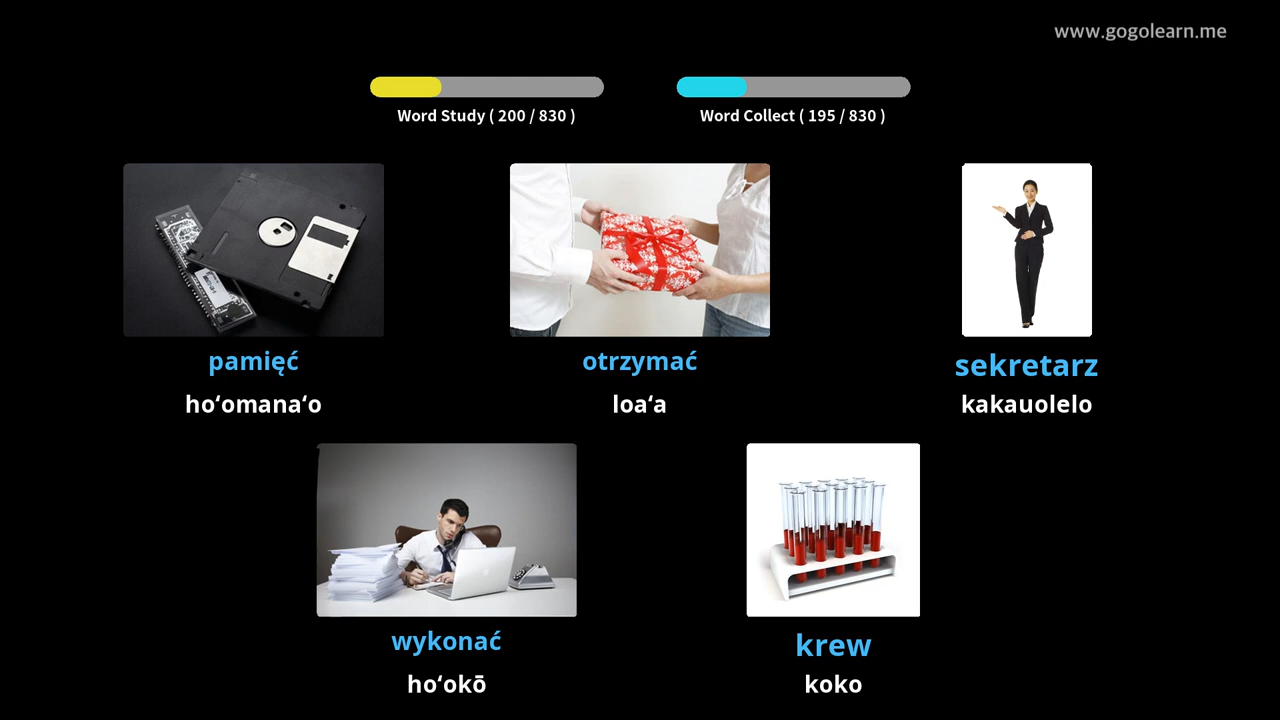 www.gogolearn.me
Word Study ( 200 / 830 )
Word Collect ( 195 / 830 )
pamięć
hoʻomanaʻo
otrzymać
loaʻa
sekretarz
kakauolelo
wykonać
hoʻokō
krew
koko